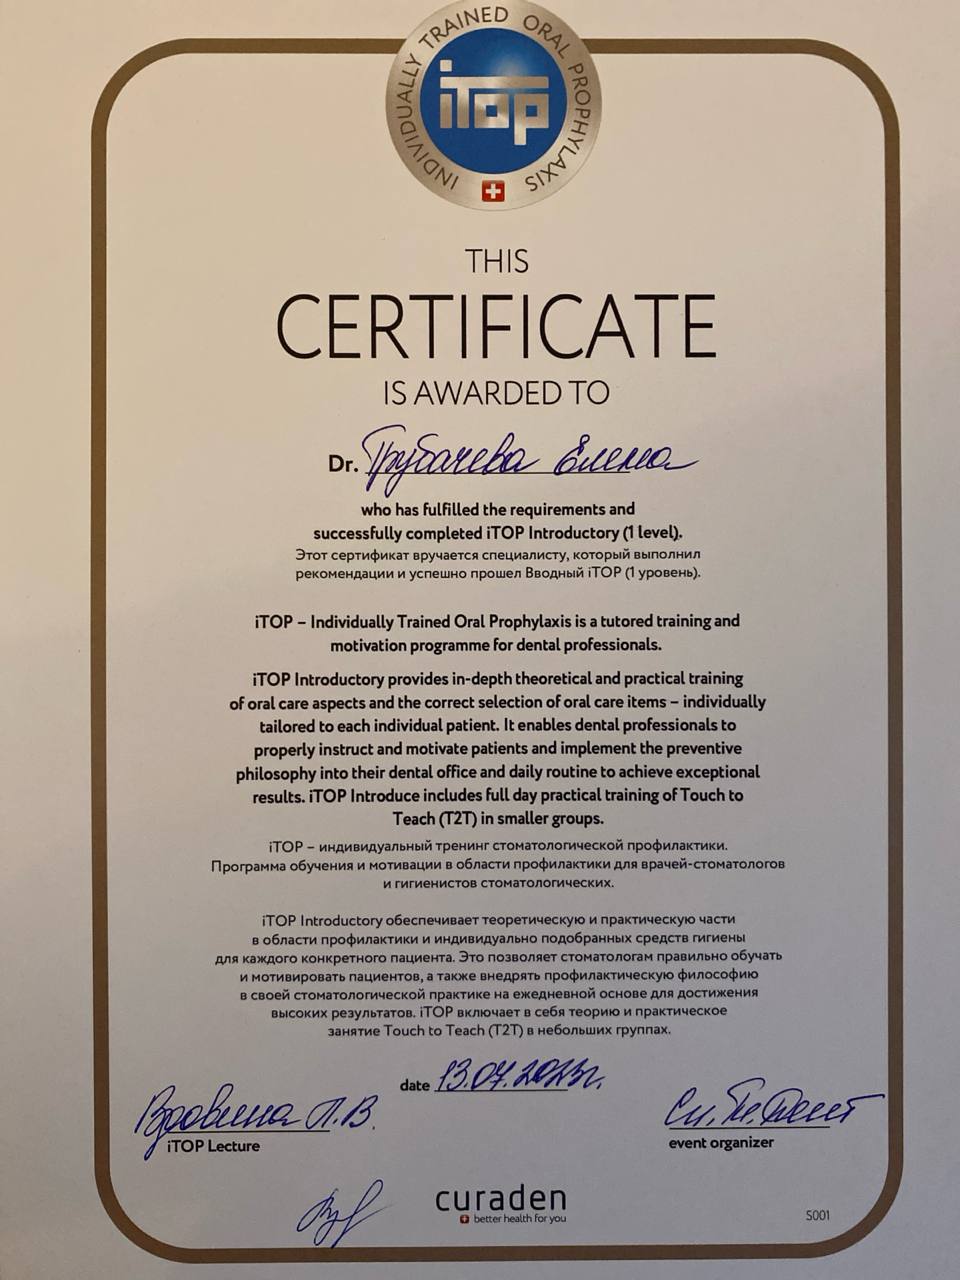 INDIVIDUALLY TRAINED ORAL PROPHYLAXIS
iTop
THIS
CERTIFICATE
IS AWARDED TO
Dr. Трубачева Елена
who has fulfilled the requirements and
successfully completed iTOP Introductory (1 level).
Этот сертификат вручается специалисту, который выполнил
рекомендации и успешно прошел Вводный iTOP (1 уровень).
iTOP – Individually Trained Oral Prophylaxis is a tutored training and
motivation programme for dental professionals.
iTOP Introductory provides in-depth theoretical and practical training
of oral care aspects and the correct selection of oral care items – individually
tailored to each individual patient. It enables dental professionals to
properly instruct and motivate patients and implement the preventive
philosophy into their dental office and daily routine to achieve exceptional
results. iTOP Introduce includes full day practical training of Touch to
Teach (T2T) in smaller groups.
iTOP – индивидуальный тренинг стоматологической профилактики.
Программа обучения и мотивации в области профилактики для врачей-стоматологов
и гигиенистов стоматологических.
iTOP Introductory обеспечивает теоретическую и практическую части
в области профилактики и индивидуально подобранных средств гигиены
для каждого конкретного пациента. Это позволяет стоматологам правильно обучать
и мотивировать пациентов, а также внедрять профилактическую философию
в своей стоматологической практике на ежедневной основе для достижения
высоких результатов. iTOP включает в себя теорию и практическое
занятие Touch to Teach (T2T) в небольших группах.
date 13.07.2023г.
Вдовина Л.В.
iTOP Lecture
event organizer
curaden
better health for you
S001